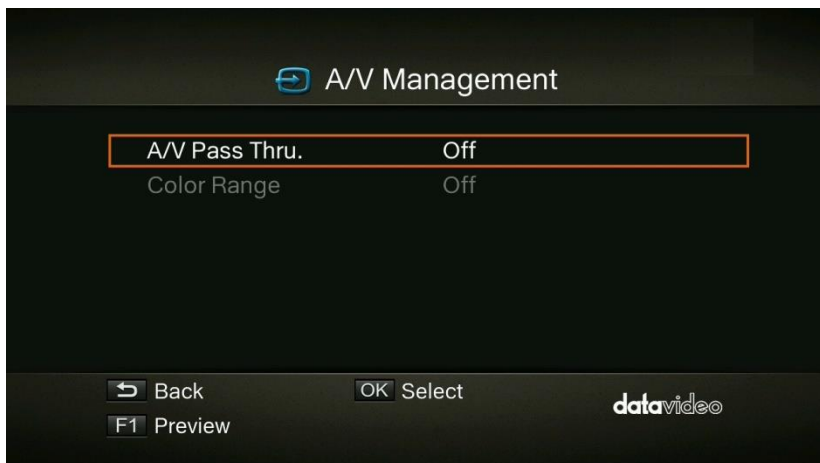 A/V Management
A/V Pass Thru. Off
Color Range Off
Back OK Select
F1 Preview
datavideo